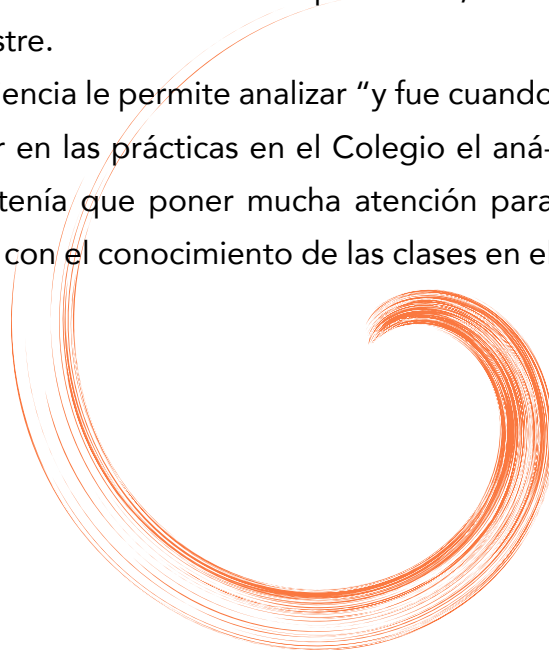 stre.
encia le permite analizar “y fue cuando
r en las prácticas en el Colegio el aná-
tenía que poner mucha atención para
con el conocimiento de las clases en el